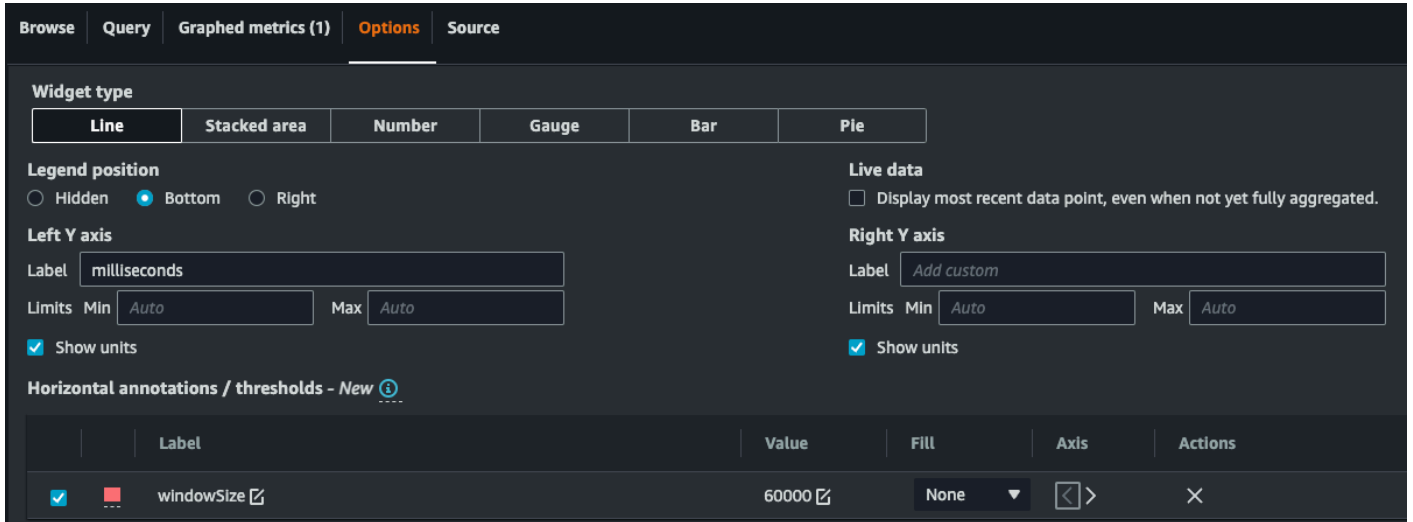 Browse Query Graphed metrics (1) Options Source
Widget type
Line Stacked area Number Gauge Bar Pie
Legend position Live data
Hidden Bottom Right Display most recent data point, even when not yet fully aggregated.
Left Y axis Right Y axis
Label milliseconds Label Add custom
Limits Min Auto Max Auto Limits Min Auto Max Auto
Show units Show units
Horizontal annotations / thresholds - New
Label Value Fill Axis Actions
windowSize 60000 None